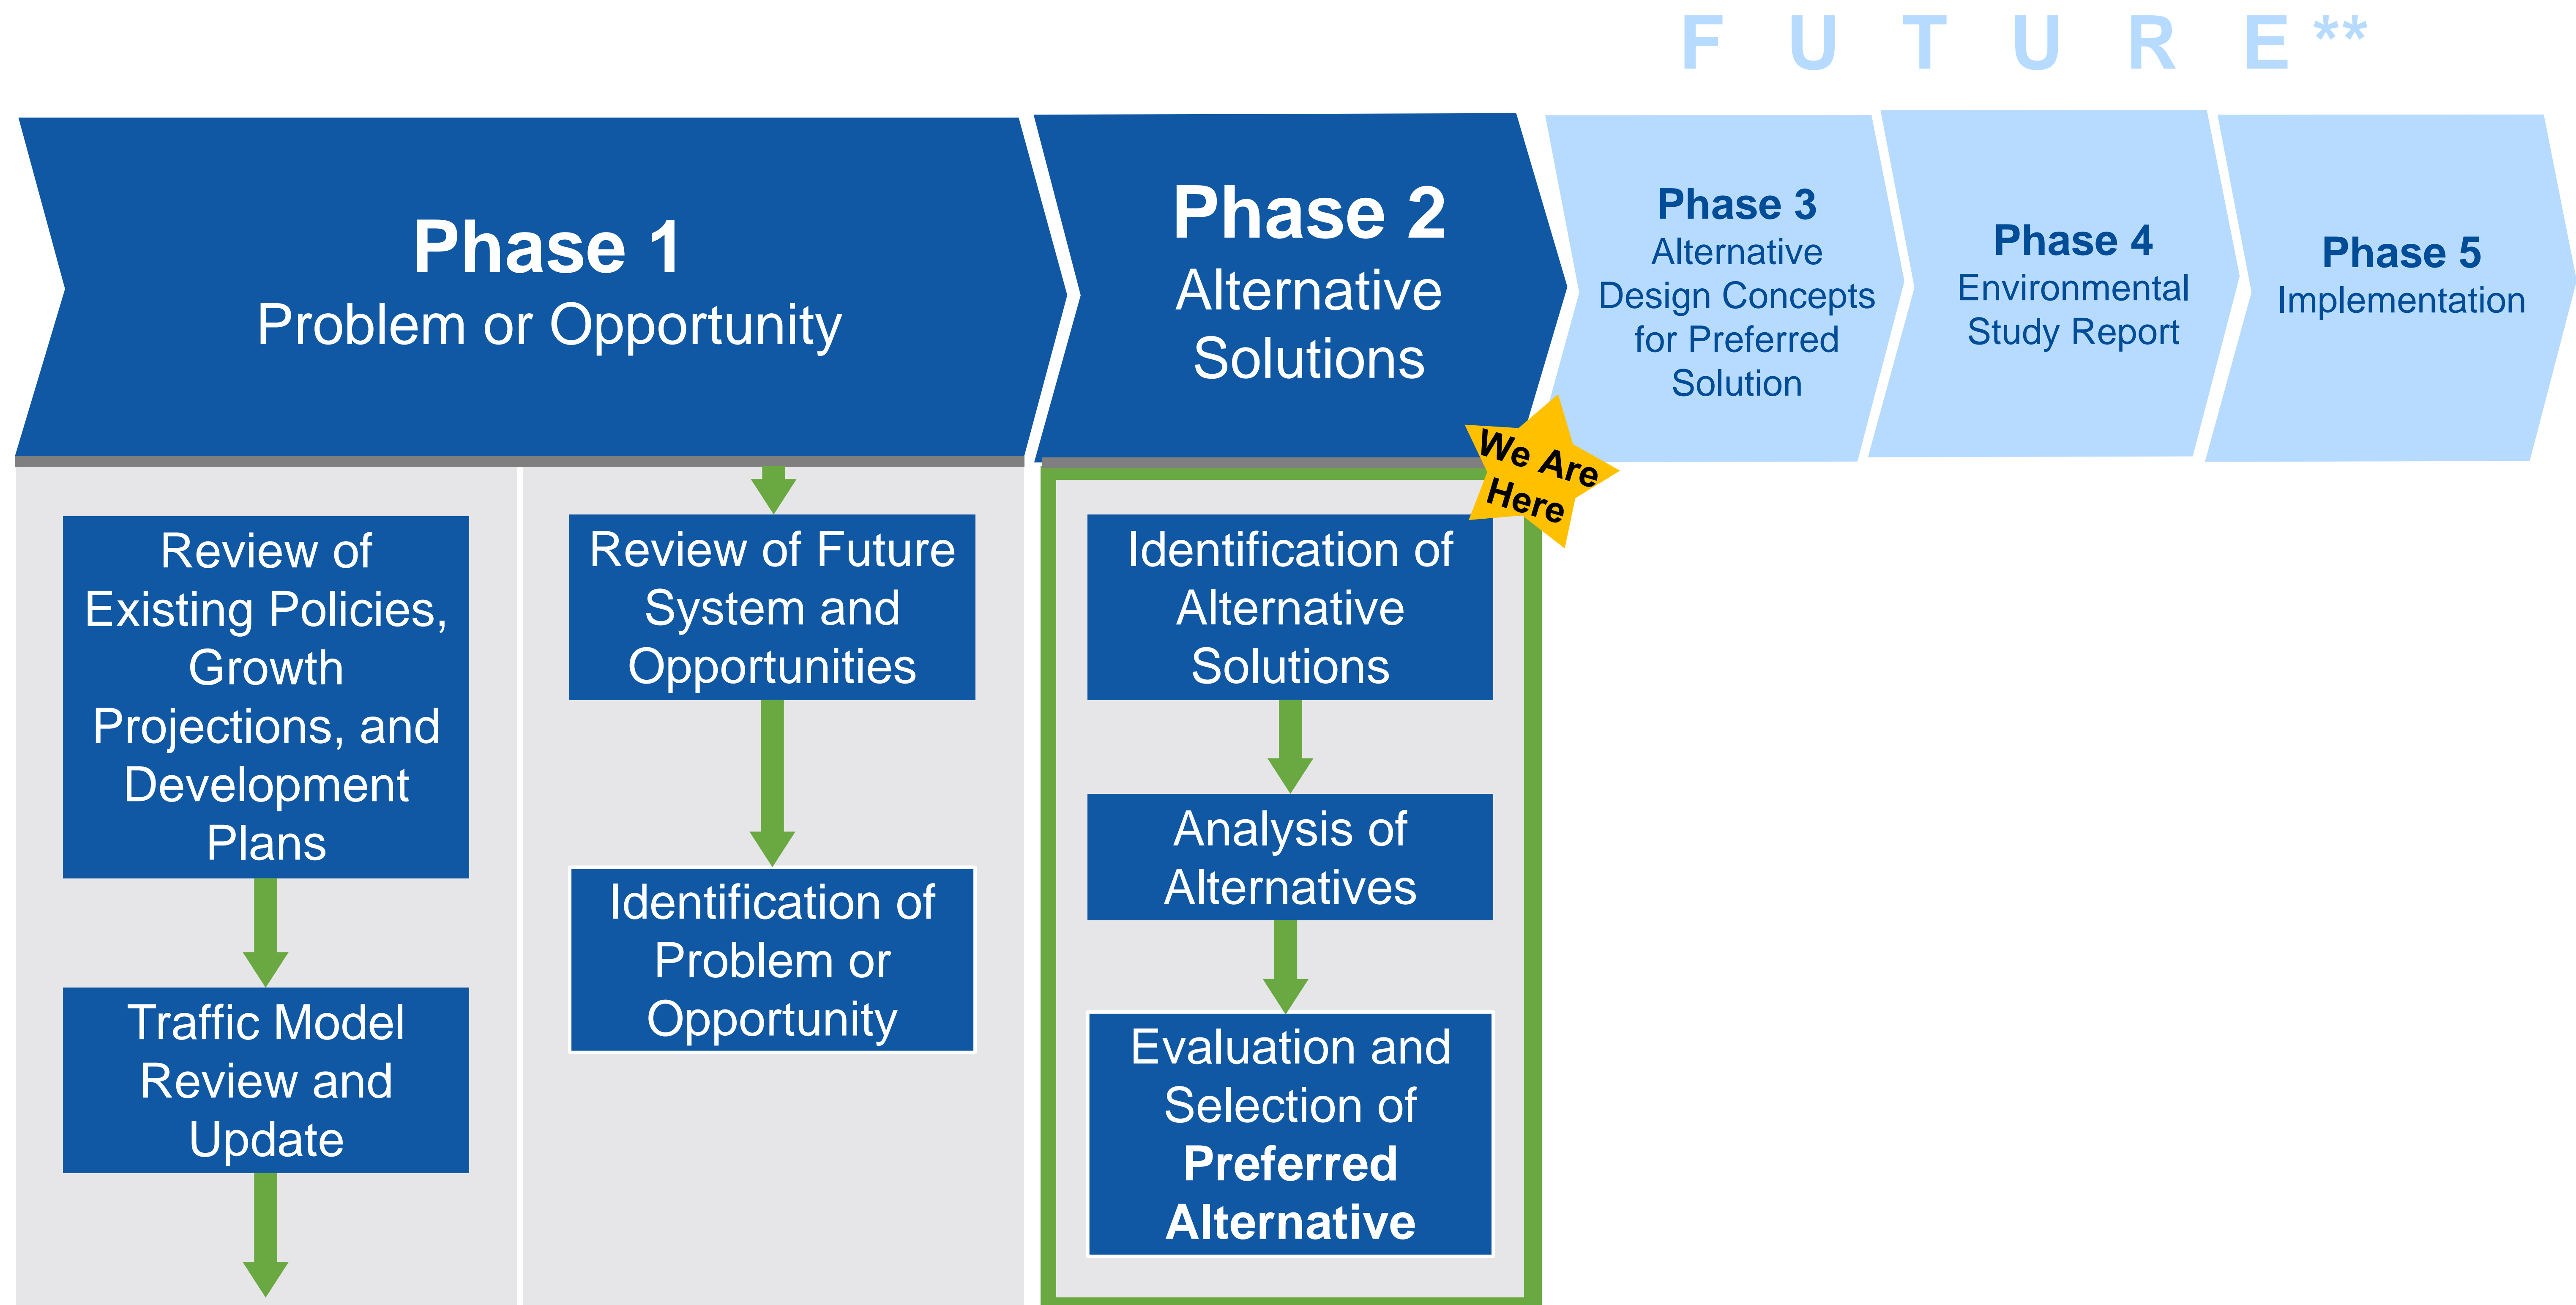 F U T U R E **
Phase 1
Problem or Opportunity
Phase 2
Alternative
Solutions
Phase 3
Alternative
Design Concepts
for Preferred
Solution
Phase 4
Environmental
Study Report
Phase 5
Implementation
We Are
Here
Review of
Existing Policies,
Growth
Projections, and
Development
Plans
Traffic Model
Review and
Update
Review of Future
System and
Opportunities
Identification of
Problem or
Opportunity
Identification of
Alternative
Solutions
Analysis of
Alternatives
Evaluation and
Selection of
Preferred
Alternative